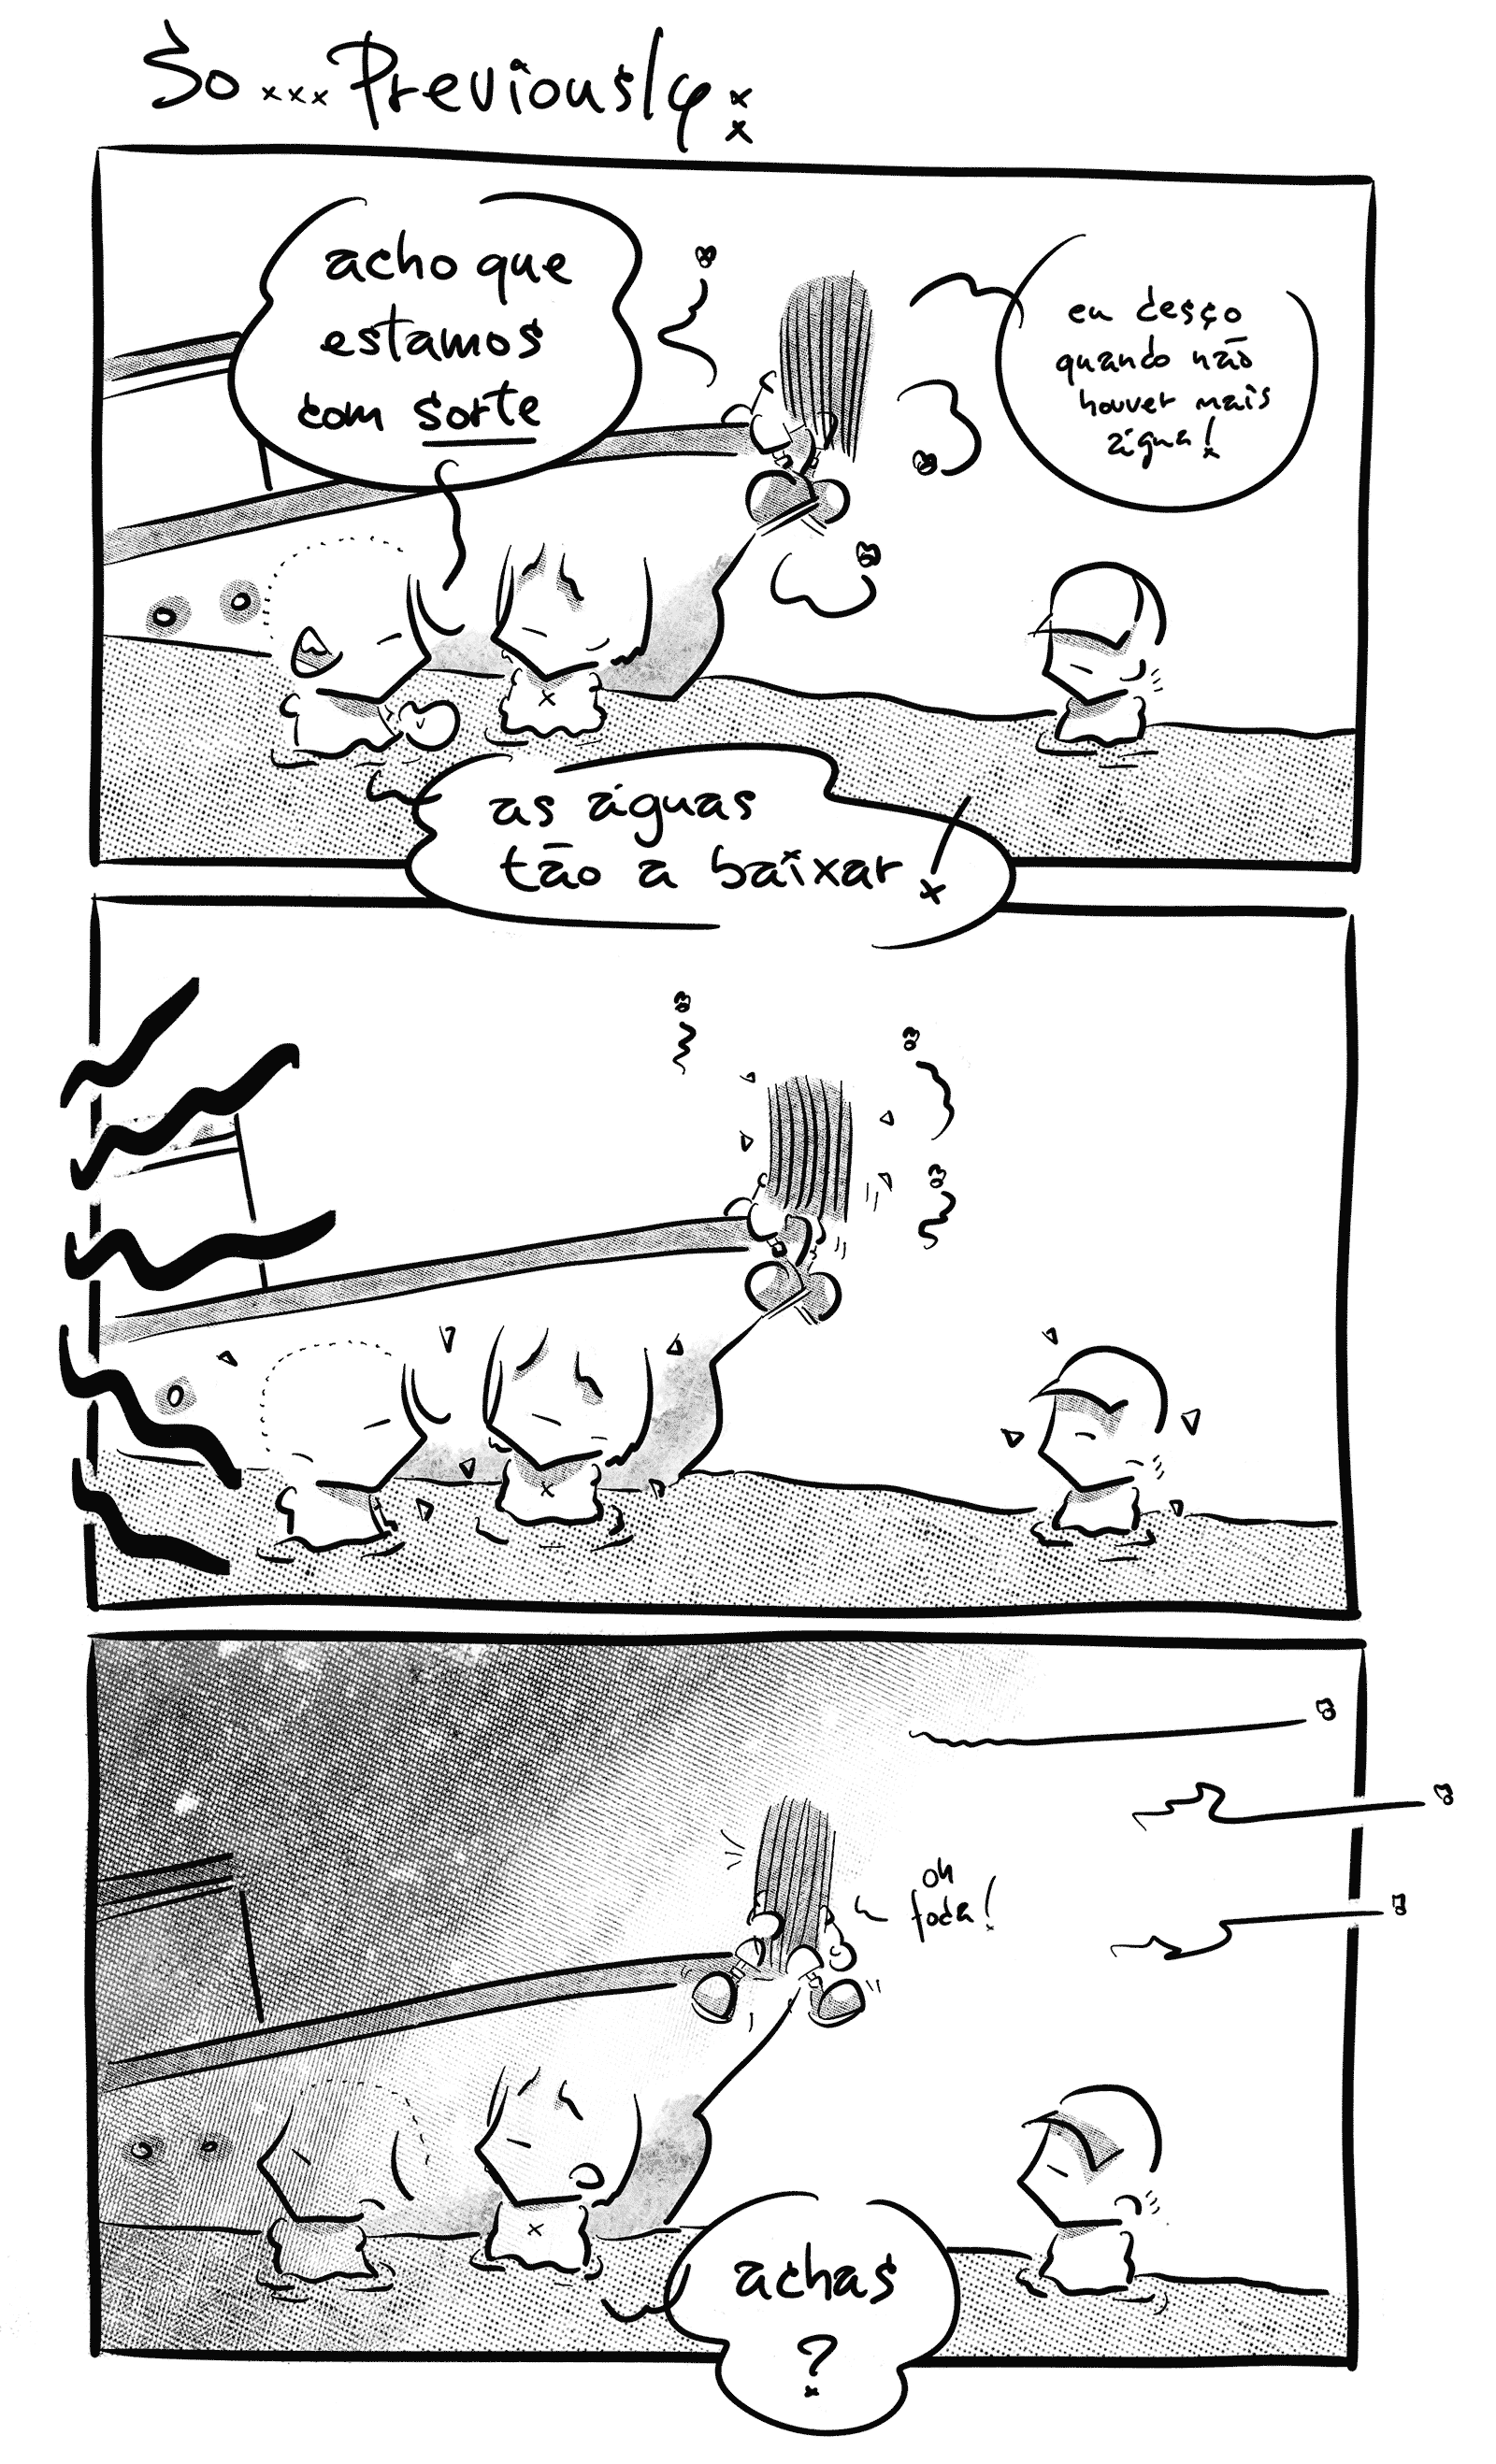 So...Previously:
acho que
estamos
com sorte
eu desço
quando não
houver mais
água!
as águas
tão a baixar!
oh
foda!
achas
?